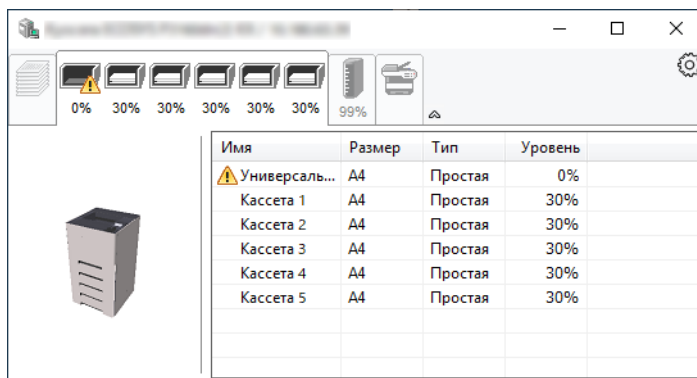 0% 30% 30% 30% 30% 30% 99%
Имя Размер Тип Уровень
Универсаль... A4 Простая 0%
Кассета 1 A4 Простая 30%
Кассета 2 A4 Простая 30%
Кассета 3 A4 Простая 30%
Кассета 4 A4 Простая 30%
Кассета 5 A4 Простая 30%